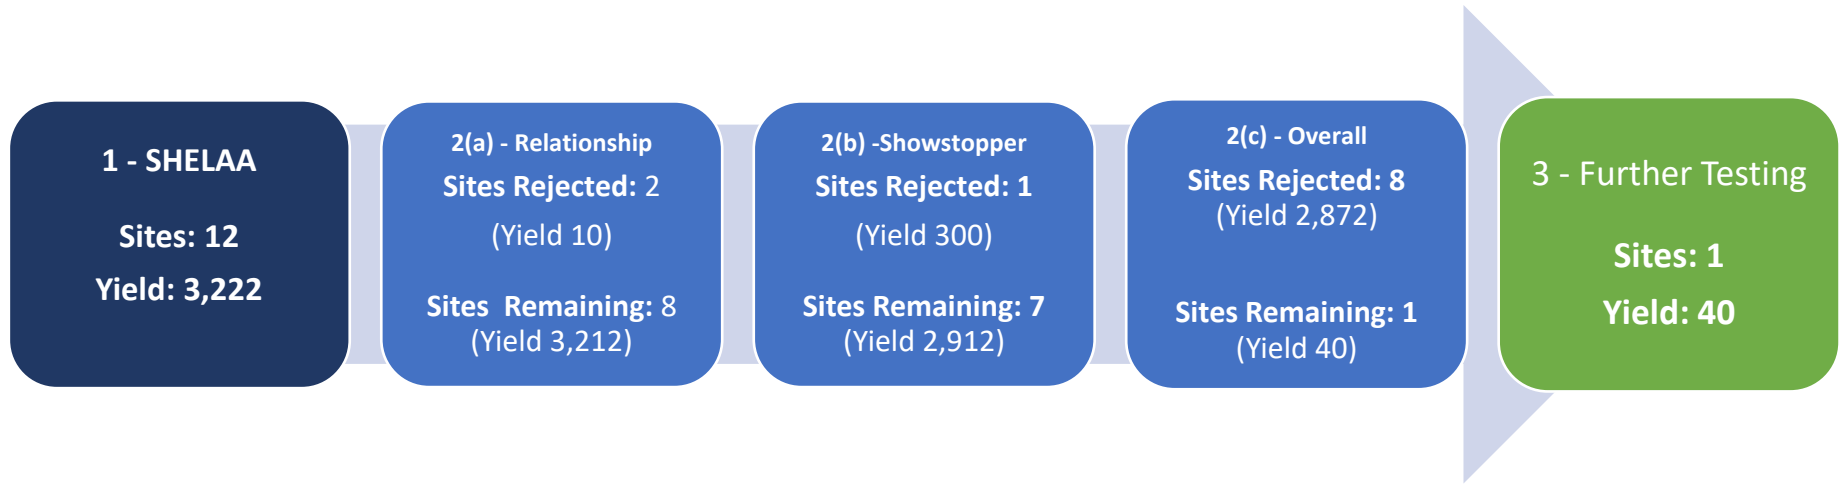 1 - SHELAA
Sites: 12
Yield: 3,222
2(a) - Relationship
Sites Rejected: 2
(Yield 10)
Sites  Remaining: 8
(Yield 3,212)
2(b) -Showstopper
Sites Rejected: 1
(Yield 300)
Sites Remaining: 7
(Yield 2,912)
2(c) - Overall
Sites Rejected: 8
(Yield 2,872)
Sites Remaining: 1
(Yield 40)
3 - Further Testing
Sites: 1
Yield: 40